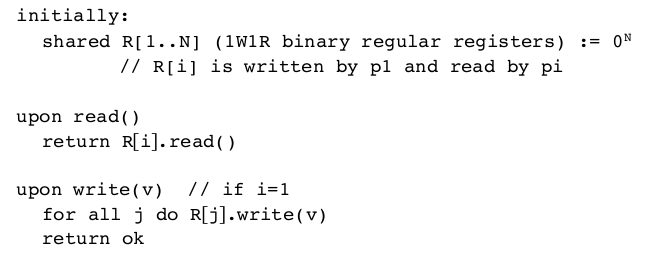 initially:
shared R[1..N] (1W1R binary regular registers) := 0ᴺ
// R[i] is written by p1 and read by pi
upon read()
return R[i].read()
upon write(v) // if i=1
for all j do R[j].write(v)
return ok